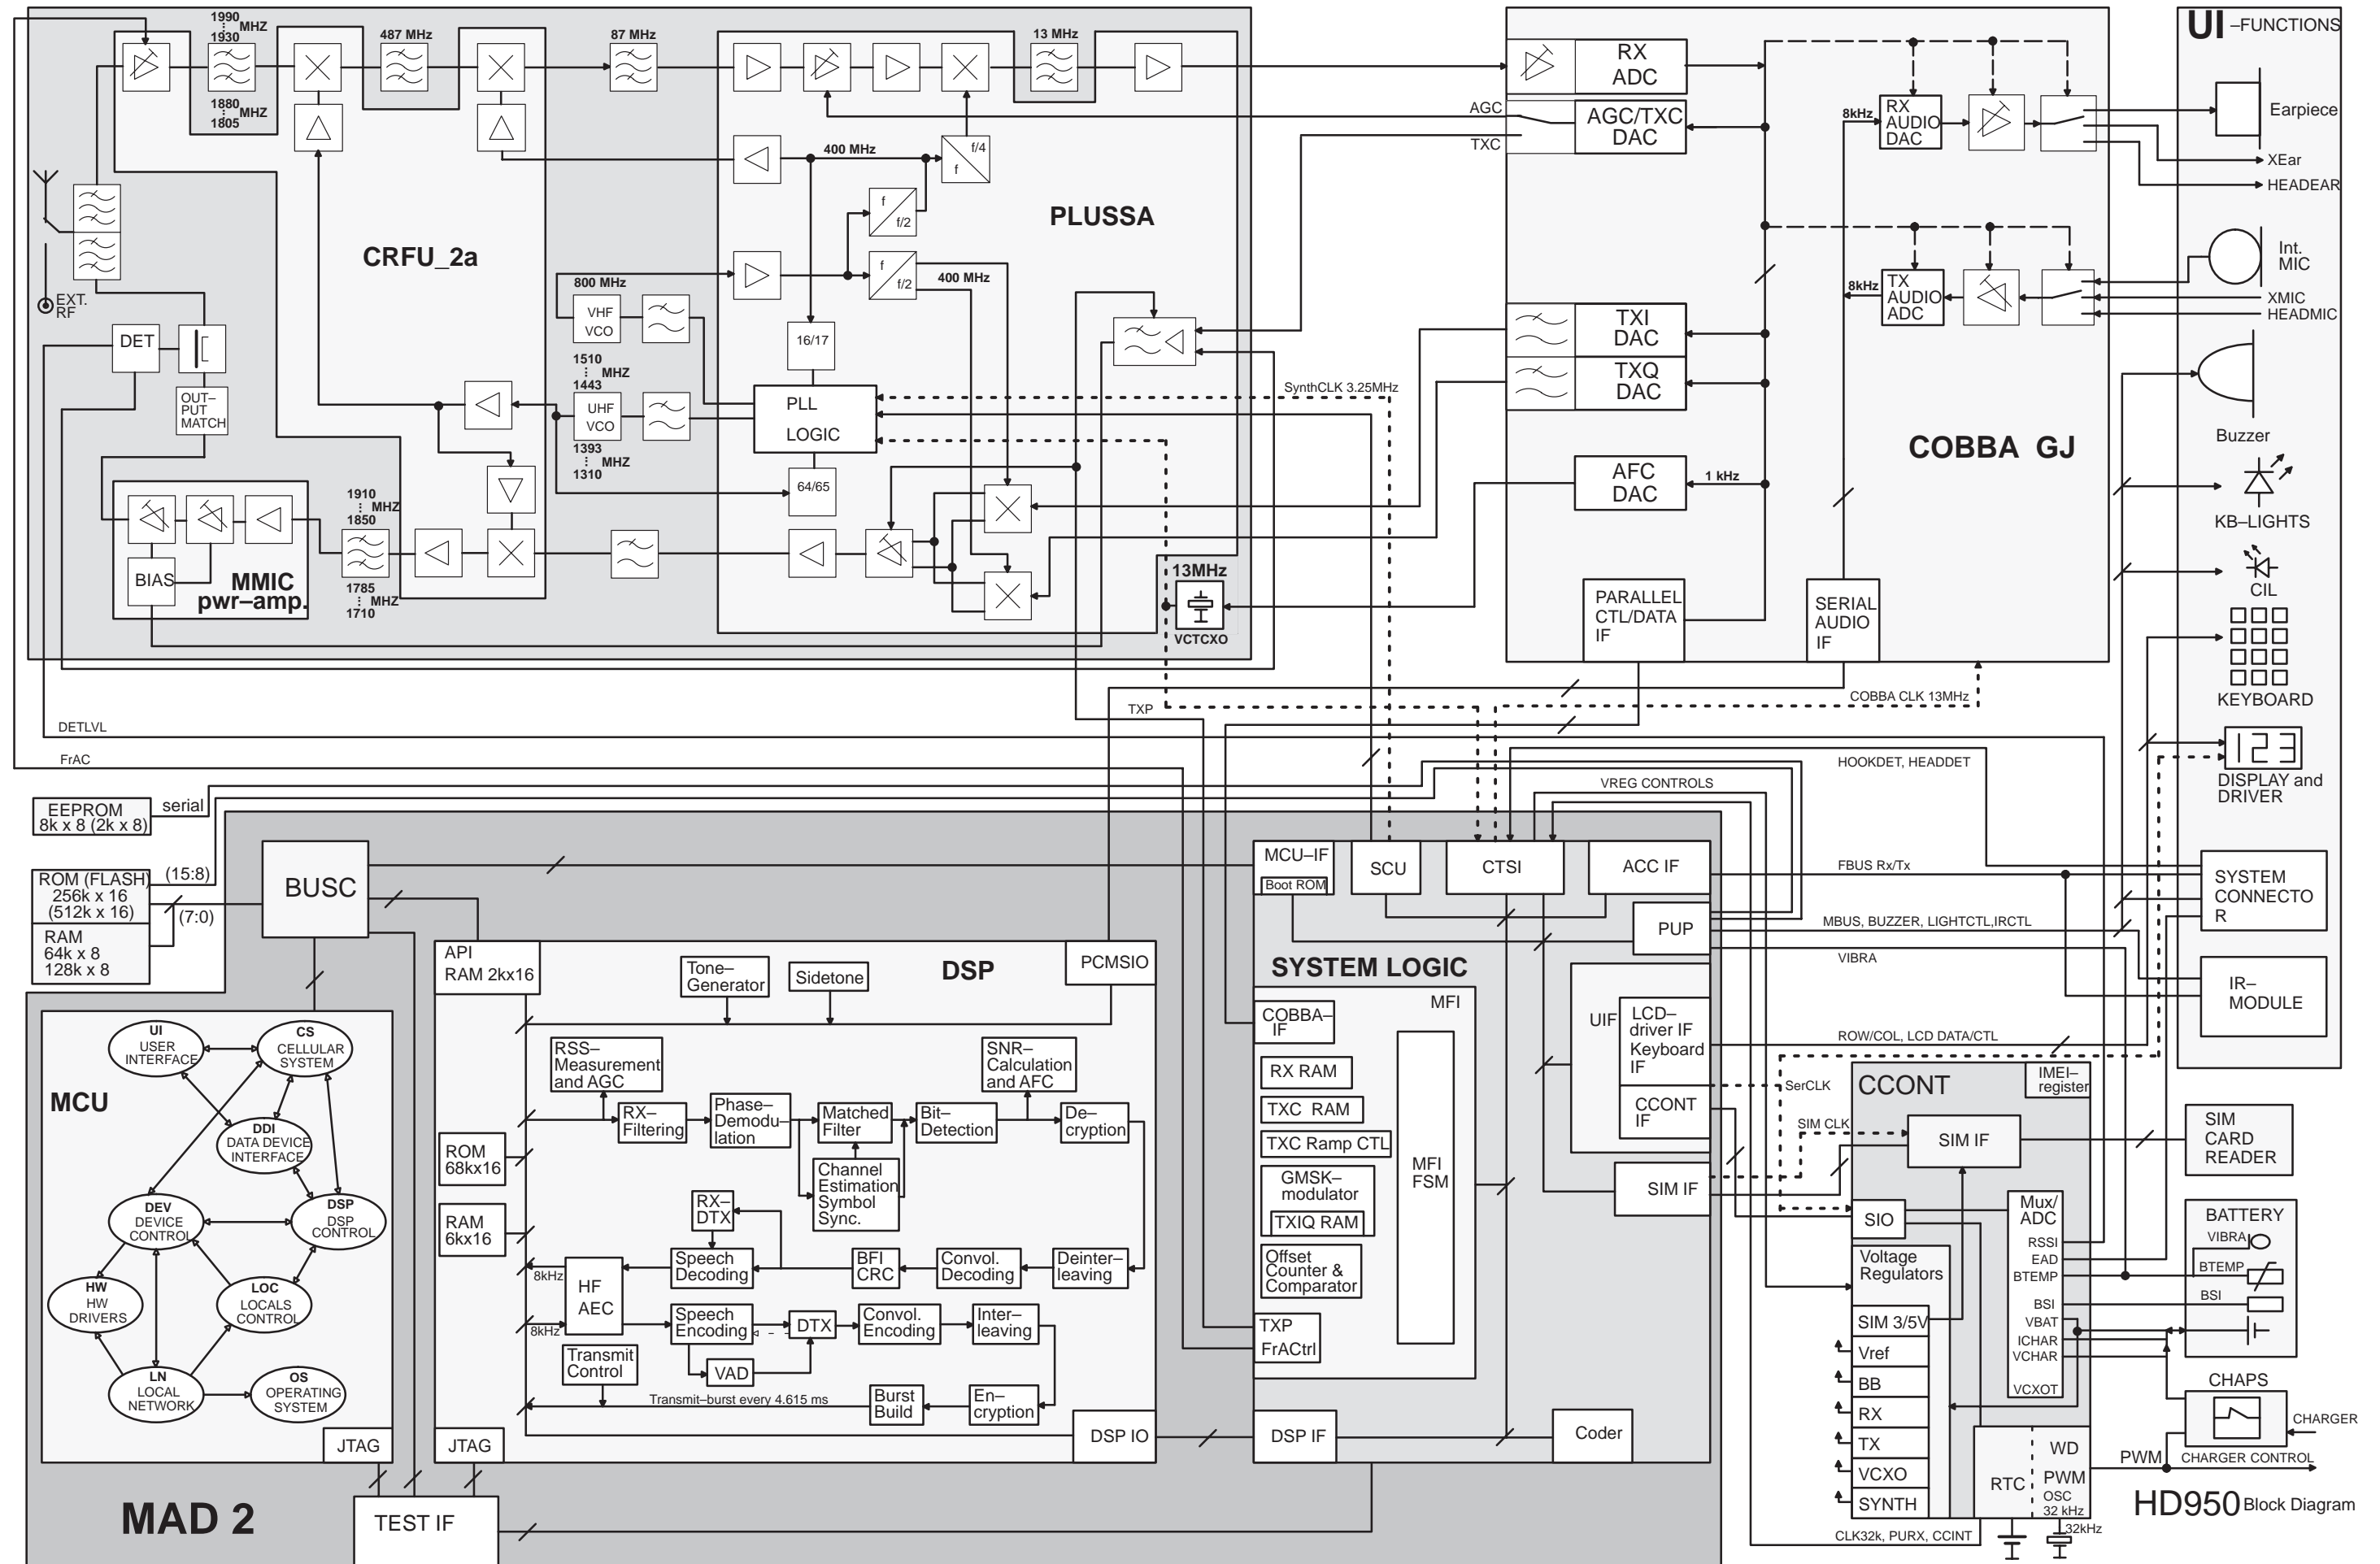 1990
MHZ
1930
487 MHz
87 MHz
13 MHz
1880
MHZ
1805
f/4
f
400 MHz
f
f/2
PLUSSA
CRFU_2a
f
f/2
400 MHz
800 MHz
VHF
VCO
EXT.
RF
DET
16/17
1510
MHZ
1443
OUT–
PUT
MATCH
UHF
VCO
PLL
LOGIC
1393
MHZ
1310
64/65
SynthCLK 3.25MHz
1910
MHZ
1850
BIAS
MMIC
pwr–amp.
1785
MHZ
1710
13MHz
VCTCXO
RX
ADC
AGC
AGC/TXC
DAC
TXC
8kHz
RX
AUDIO
DAC
TXI
DAC
TXQ
DAC
8kHz
TX
AUDIO
ADC
COBBA GJ
AFC
DAC
1 kHz
PARALLEL
CTL/DATA
IF
SERIAL
AUDIO
IF
UI –FUNCTIONS
Earpiece
XEar
HEADEAR
Int.
MIC
XMIC
HEADMIC
Buzzer
KB–LIGHTS
CIL
KEYBOARD
123
DISPLAY and
DRIVER
COBBA CLK 13MHz
TXP
DETLVL
FrAC
HOOKDET, HEADDET
VREG CONTROLS
EEPROM
8k x 8 (2k x 8)
serial
ROM (FLASH)
256k x 16
(512k x 16)
(15:8)
(7:0)
RAM
64k x 8
128k x 8
BUSC
MCU–IF
Boot ROM
SCU
CTSI
ACC IF
FBUS Rx/Tx
SYSTEM
CONNECTO
R
PUP
MBUS, BUZZER, LIGHTCTL,IRCTL
VIBRA
IR–
MODULE
API
RAM 2kx16
Tone–
Generator
Sidetone
DSP
PCMSIO
SYSTEM LOGIC
MFI
COBBA–
IF
RX RAM
TXC RAM
TXC Ramp CTL
GMSK–
modulator
TXIQ RAM
Offset
Counter &
Comparator
TXP
FrACtrl
MFI
FSM
UIF
LCD–
driver IF
Keyboard
IF
CCONT
IF
SIM IF
ROW/COL, LCD DATA/CTL
SerCLK
SIM CLK
MCU
UI
USER
INTERFACE
CS
CELLULAR
SYSTEM
DDI
DATA DEVICE
INTERFACE
DEV
DEVICE
CONTROL
DSP
DSP
CONTROL
HW
HW
DRIVERS
LOC
LOCALS
CONTROL
LN
LOCAL
NETWORK
OS
OPERATING
SYSTEM
JTAG
RSS–
Measurement
and AGC
SNR–
Calculation
and AFC
RX–
Filtering
Phase–
Demodu–
lation
Matched
Filter
Bit–
Detection
De–
cryption
ROM
68kx16
Channel
Estimation
Symbol
Sync.
RAM
6kx16
RX–
DTX
8kHz
HF
AEC
Speech
Decoding
BFI
CRC
Convol.
Decoding
Deinter–
leaving
8kHz
Speech
Encoding
DTX
Convol.
Encoding
Inter–
leaving
Transmit
Control
VAD
Transmit–burst every 4.615 ms
Burst
Build
En–
cryption
JTAG
DSP IO
DSP IF
Coder
MAD 2
TEST IF
CCONT
IMEI–
register
SIM IF
SIO
Mux/
ADC
RSSI
EAD
BTEMP
BSI
VBAT
ICHAR
VCHAR
VCXOT
Voltage
Regulators
SIM 3/5V
Vref
BB
RX
TX
VCXO
SYNTH
RTC
WD
PWM
OSC
32 kHz
CLK32k, PURX, CCINT
32kHz
SIM
CARD
READER
BATTERY
VIBRA
BTEMP
BSI
CHAPS
CHARGER
PWM
CHARGER CONTROL
HD950 Block Diagram